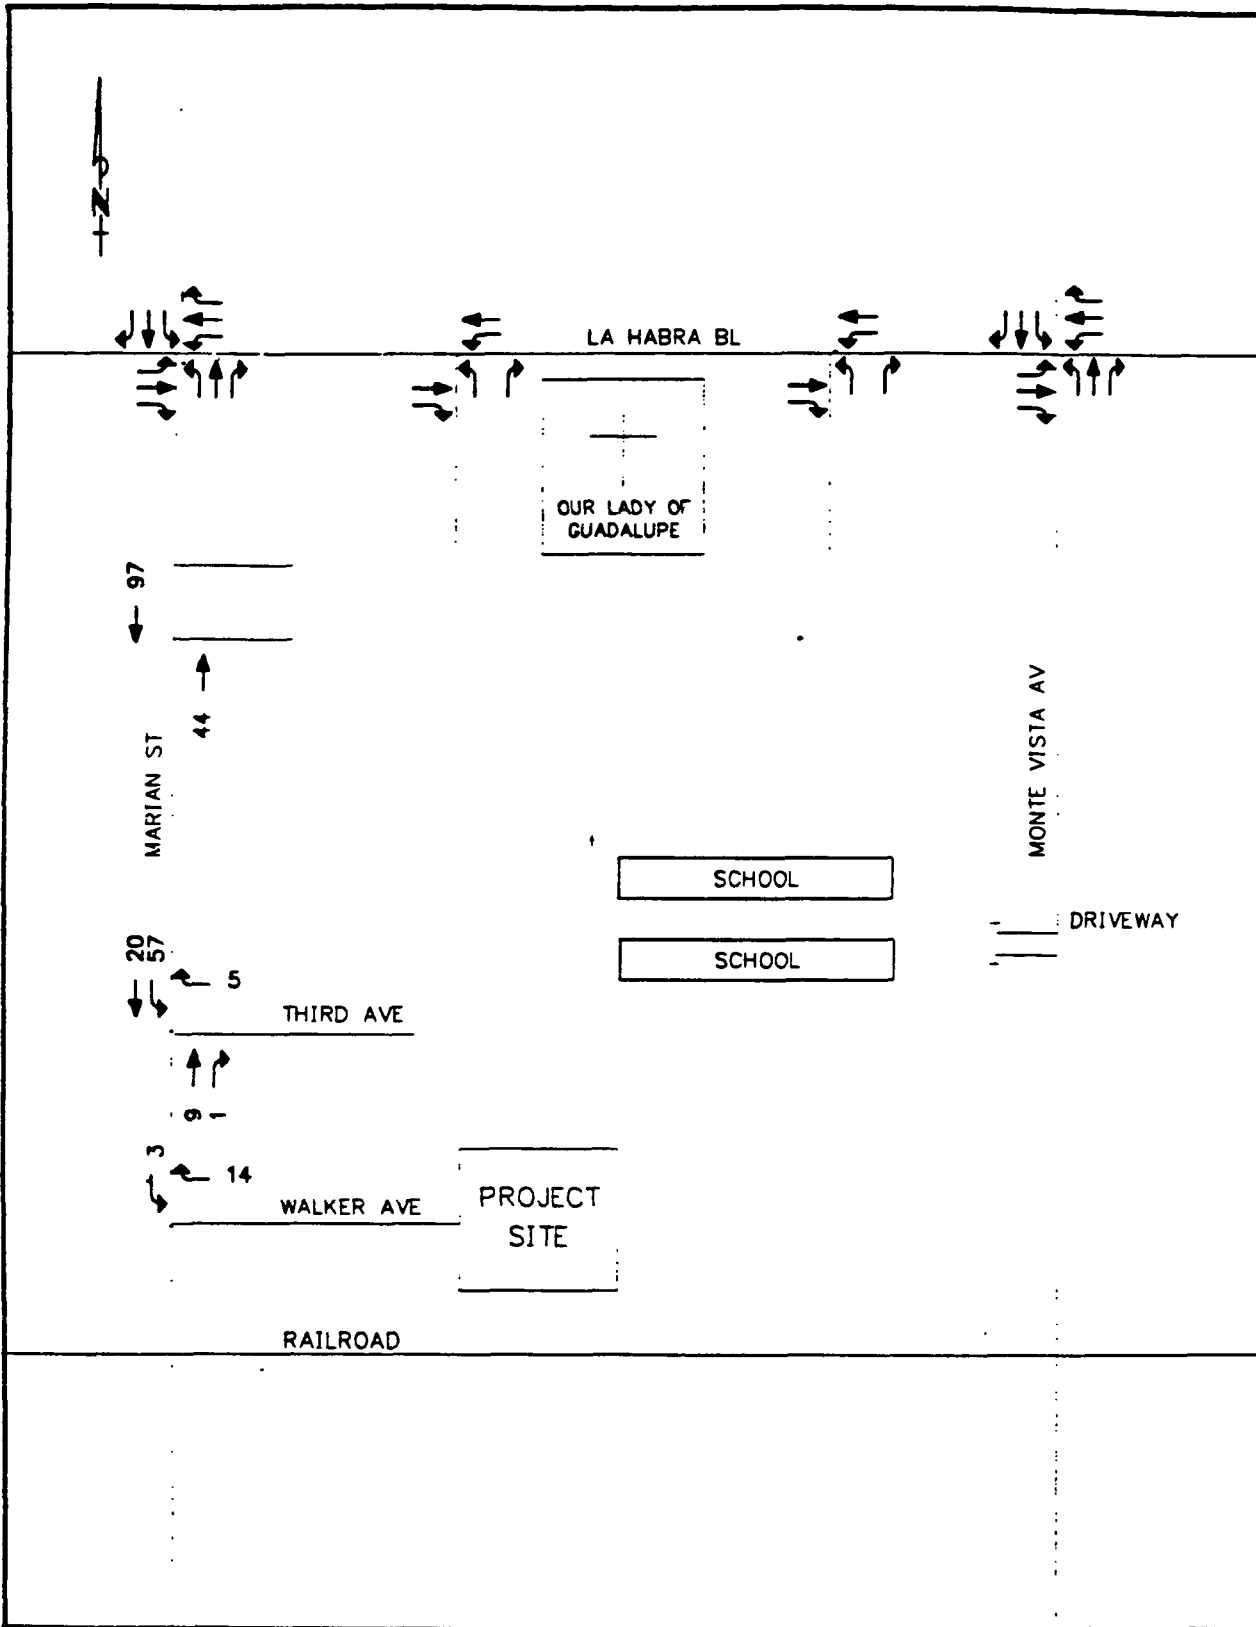 N
LA HABRA BL
OUR LADY OF
GUADALUPE
97
44
MARIAN ST
MONTE VISTA AV
SCHOOL
DRIVEWAY
SCHOOL
20
57
5
THIRD AVE
9
1
3
14
WALKER AVE
PROJECT
SITE
RAILROAD